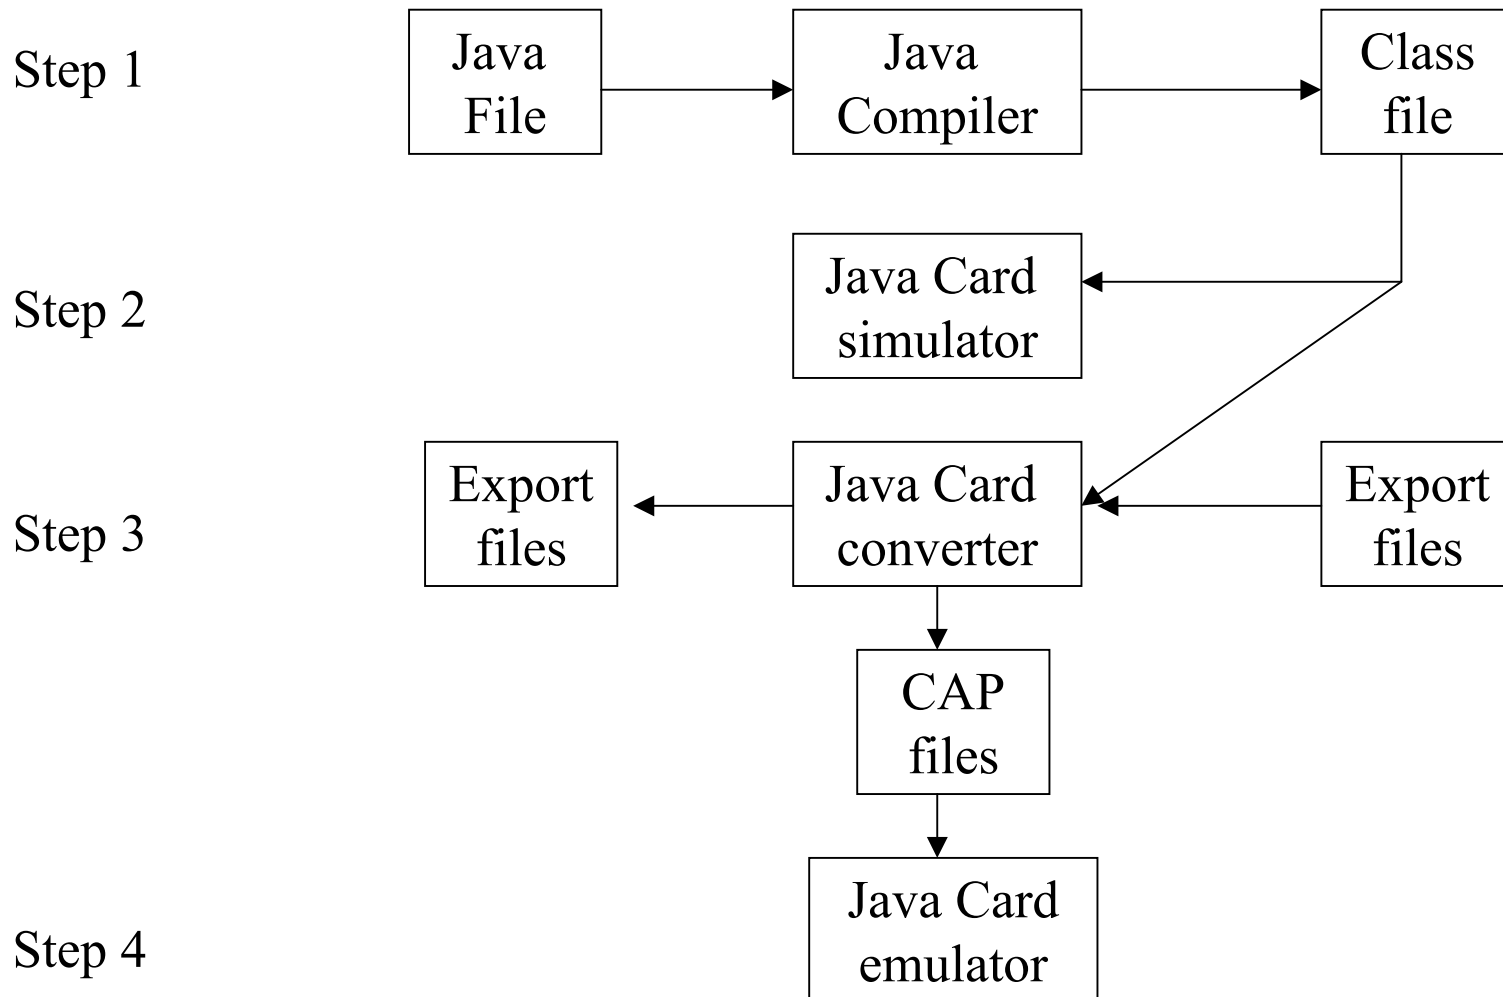 Step 1
Java
File
Java
Compiler
Class
file
Step 2
Java Card
simulator
Step 3
Export
files
Java Card
converter
Export
files
CAP
files
Step 4
Java Card
emulator